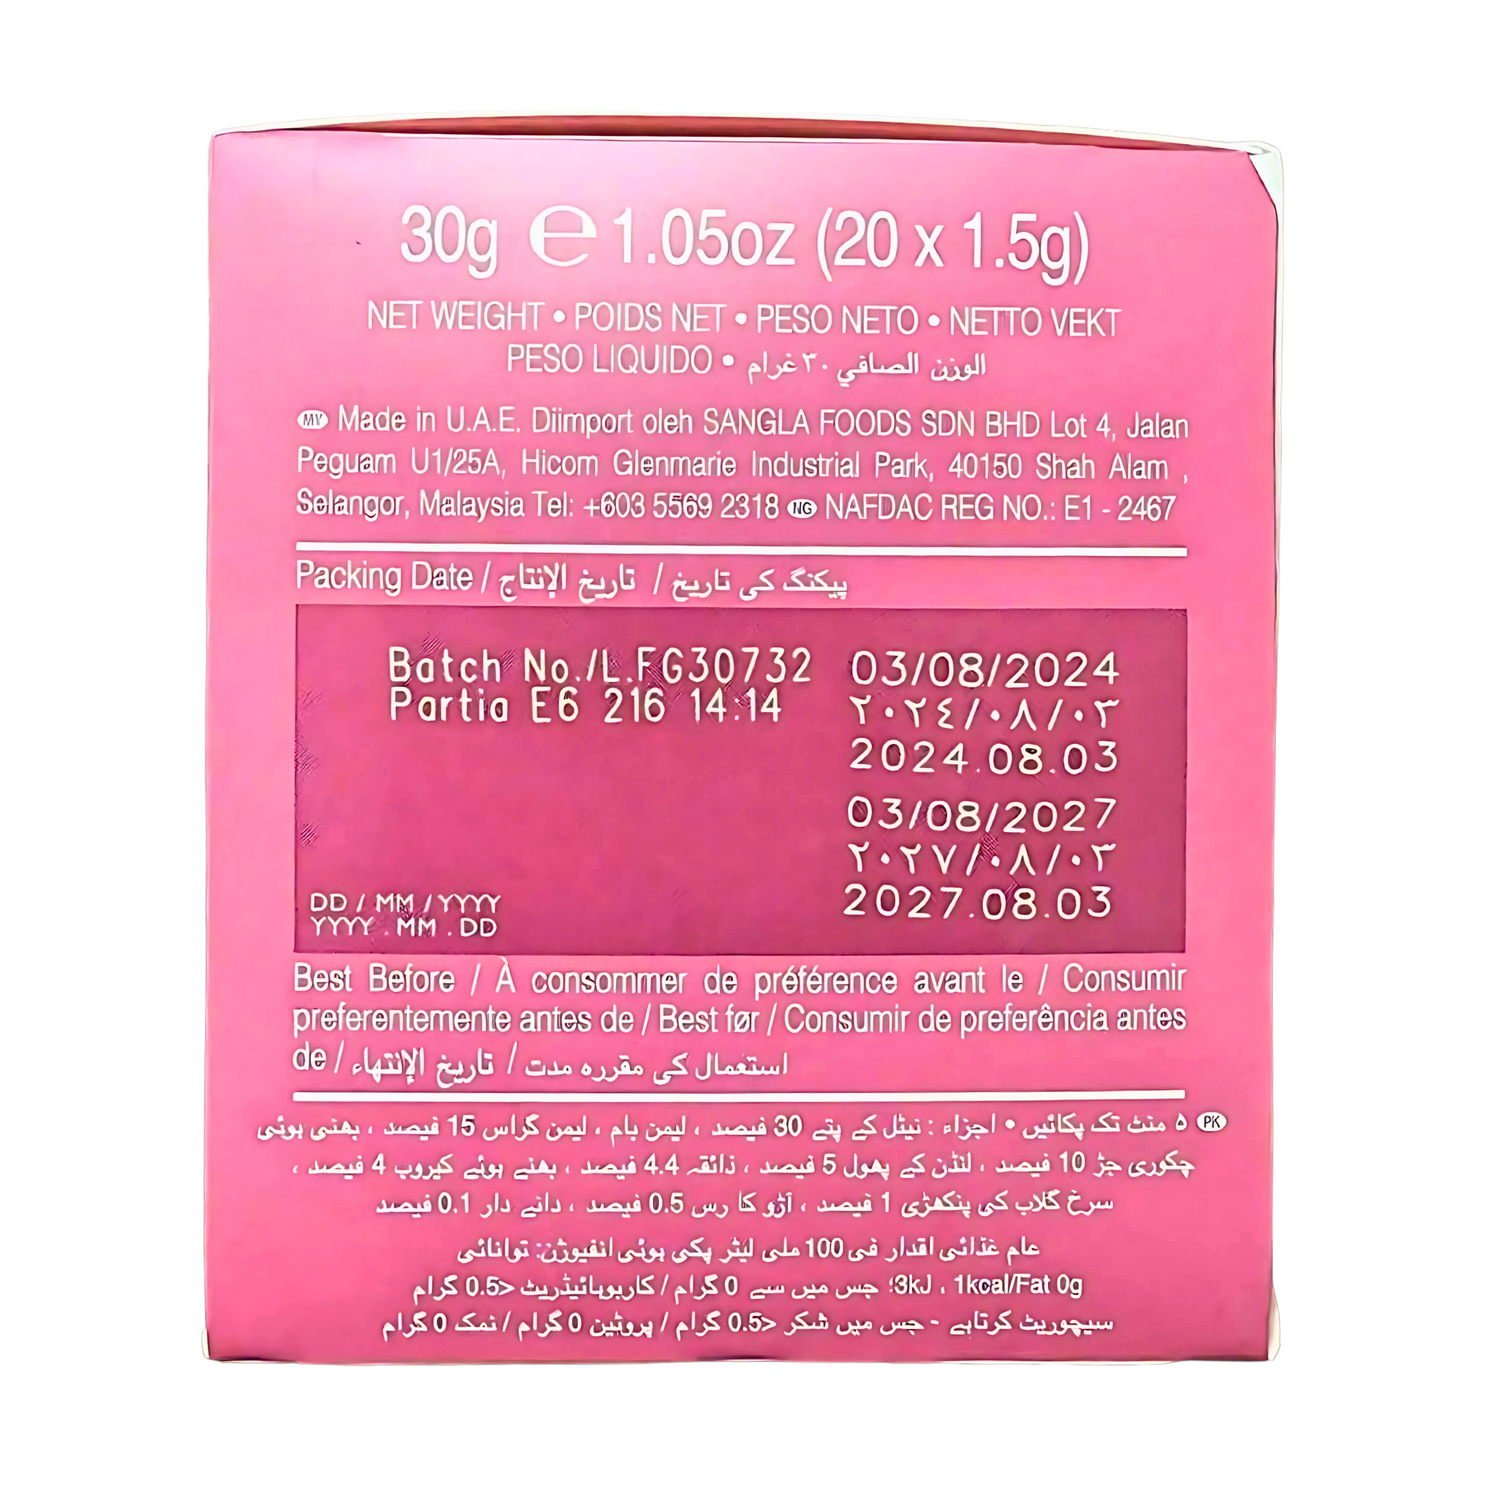 30g ℮ 1.05oz (20 x 1.5g)
NET WEIGHT • POIDS NET • PESO NETO • NETTO VEKT
PESO LIQUIDO • الوزن الصافي ٣٠ غرام
MY Made in U.A.E. Diimport oleh SANGLA FOODS SDN BHD Lot 4, Jalan
Peguam U1/25A, Hicom Glenmarie Industrial Park, 40150 Shah Alam ,
Selangor, Malaysia Tel: +603 5569 2318 NG NAFDAC REG NO.: E1 - 2467
Packing Date / تاريخ الإنتاج / پیکنگ کی تاریخ
Batch No./L.FG30732 03/08/2024
Partia E6 216 14:14 ٢٠٢٤/٠٨/٠٣
2024.08.03
03/08/2027
٢٠٢٧/٠٨/٠٣
2027.08.03
DD / MM / YYYY
YYYY . MM . DD
Best Before / À consommer de préférence avant le / Consumir
preferentemente antes de / Best før / Consumir de preferência antes
de / تاريخ الإنتهاء / استعمال کی مقررہ مدت
PK ۵ منٹ تک پکائیں • اجزاء : نیٹل کے پتے 30 فیصد ، لیمن بام ، لیمن گراس 15 فیصد ، بھنی ہوئی
چکوری جڑ 10 فیصد ، لنڈن کے پھول 5 فیصد ، ذائقہ 4.4 فیصد ، بھنے ہوئے کیروب 4 فیصد ،
سرخ گلاب کی پنکھڑی 1 فیصد ، آڑو کا رس 0.5 فیصد ، دانے دار 0.1 فیصد
عام غذائی اقدار فی 100 ملی لیٹر پکی ہوئی انفیوژن: توانائی
3kJ ، 1kcal/Fat 0g؛ جس میں سے 0 گرام / کاربوہائیڈریٹ <0.5 گرام
سیچوریٹ کرتاہے - جس میں شکر <0.5 گرام / پروٹین 0 گرام / نمک 0 گرام